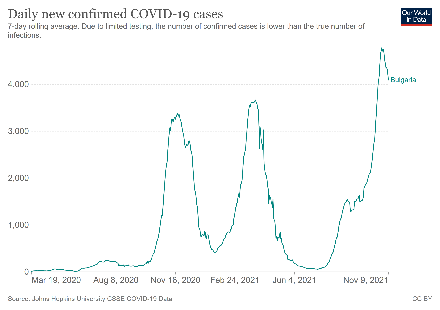 Daily new confirmed COVID-19 cases
Our World
in Data
7-day rolling average. Due to limited testing, the number of confirmed cases is lower than the true number of
infections.
4,000
Bulgaria
3,000
2,000
1,000
0
Mar 19, 2020 Aug 8, 2020 Nov 16, 2020 Feb 24, 2021 Jun 4, 2021 Nov 9, 2021
Source: Johns Hopkins University CSSE COVID-19 Data
CC BY